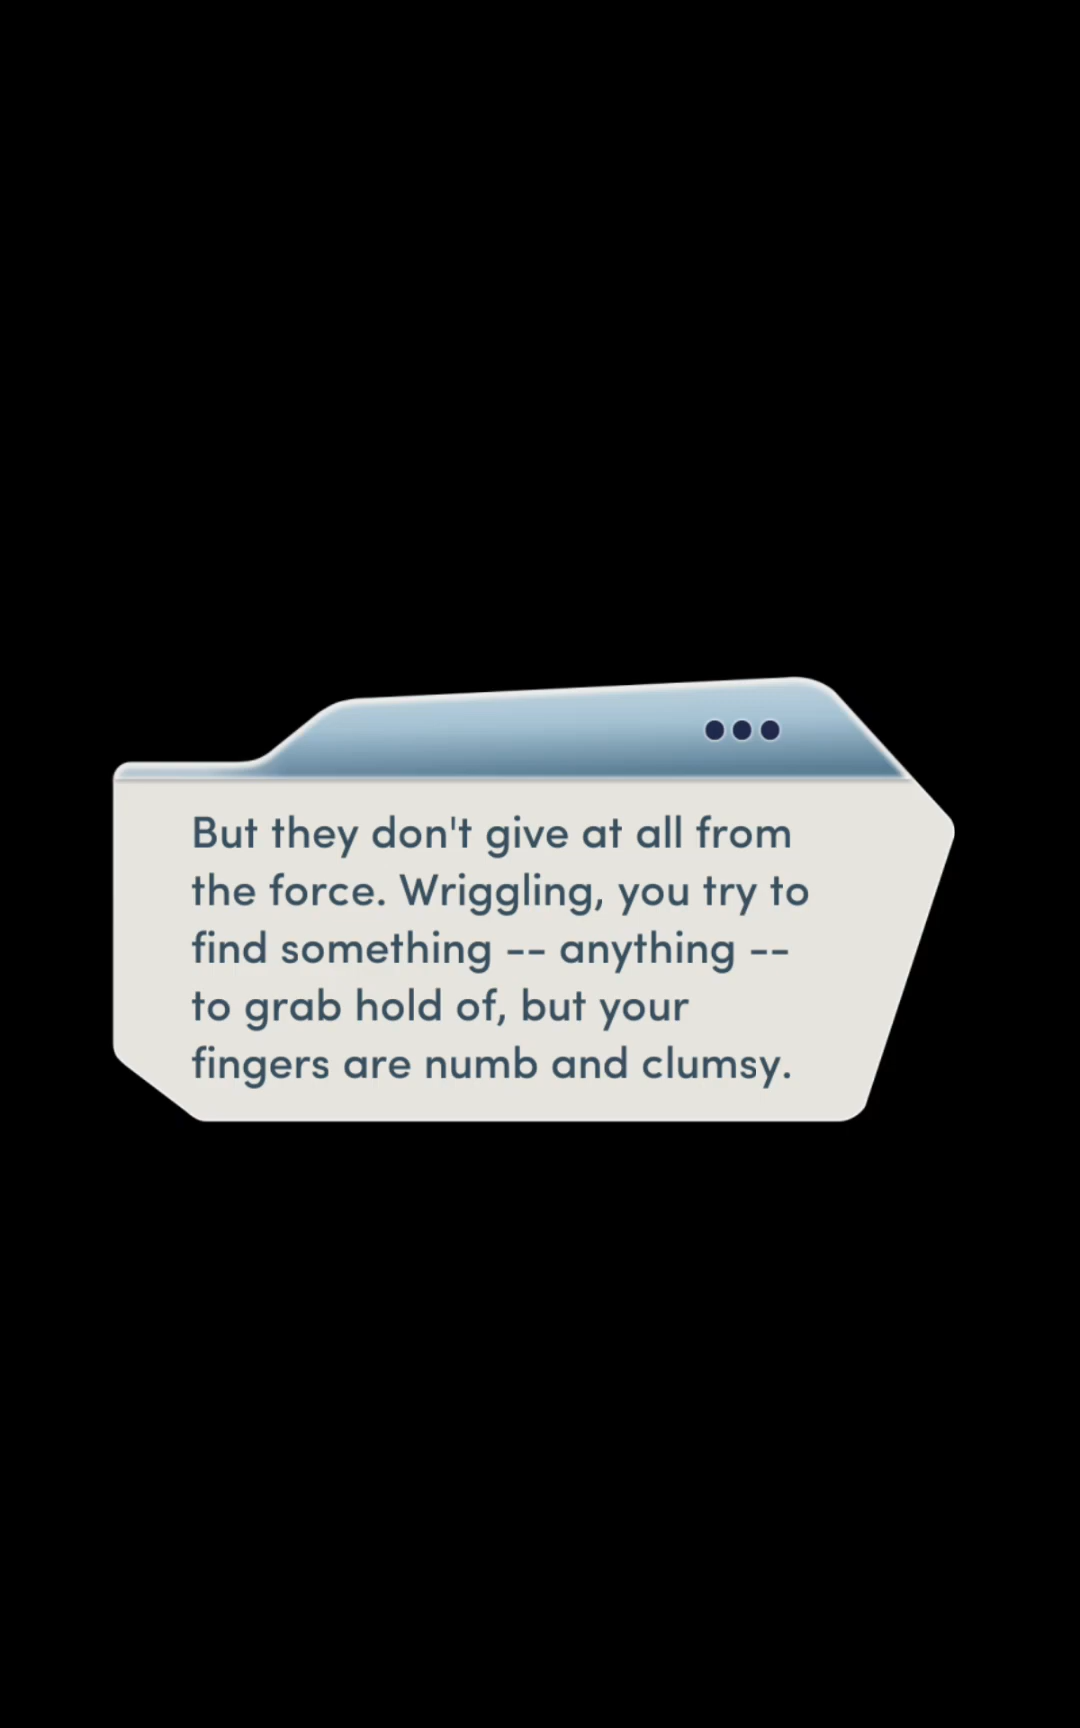 But they don't give at all from
the force. Wriggling, you try to
find something -- anything --
to grab hold of, but your
fingers are numb and clumsy.